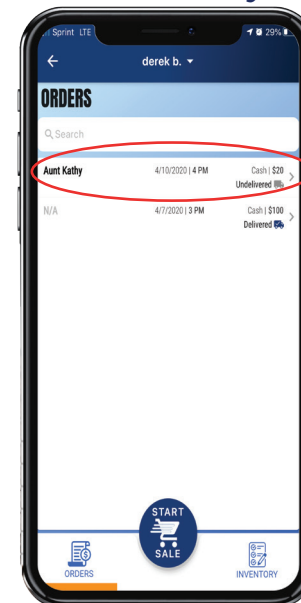 Sprint LTE 29%
derek b.
ORDERS
Search
Aunt Kathy 4/10/2020 | 4 PM Cash | $20
Undelivered
N/A 4/7/2020 | 3 PM Cash | $100
Delivered
START
SALE
ORDERS INVENTORY